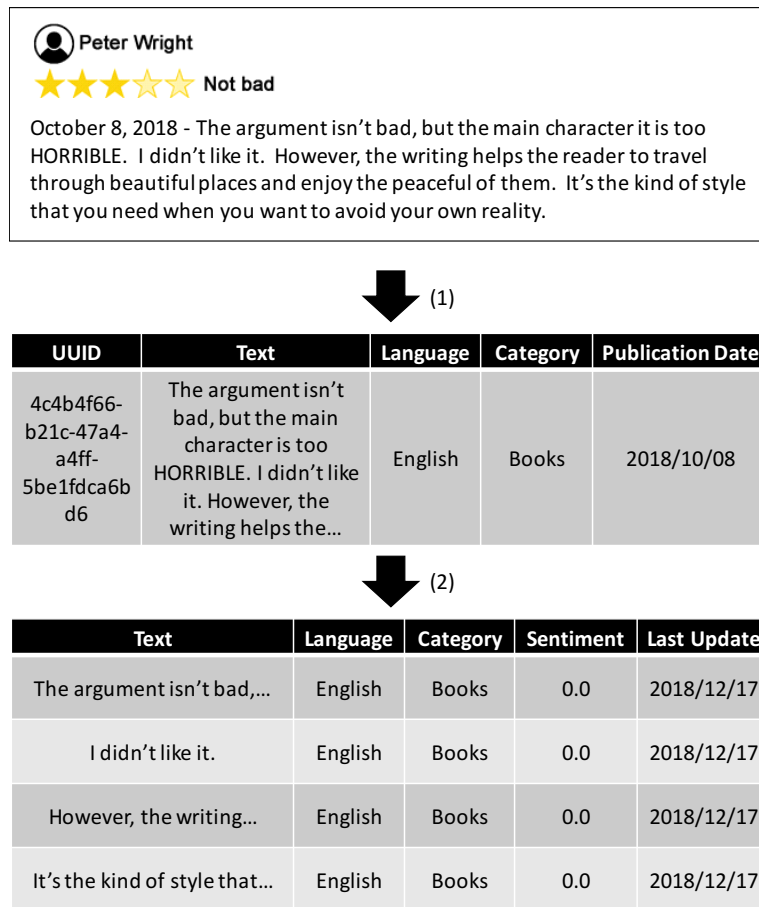 Peter Wright
Not bad
October 8, 2018 - The argument isn't bad, but the main character it is too
HORRIBLE. I didn't like it. However, the writing helps the reader to travel
through beautiful places and enjoy the peaceful of them. It's the kind of style
that you need when you want to avoid your own reality.
(1)
UUID Text Language Category Publication Date
4c4b4f66-
b21c-47a4-
a4ff-
5be1fdca6b
d6
The argument isn't
bad, but the main
character is too
HORRIBLE. I didn't like
it. However, the
writing helps the...
English
Books
2018/10/08
(2)
Text Language Category Sentiment Last Update
The argument isn't bad,... English Books 0.0 2018/12/17
I didn't like it. English Books 0.0 2018/12/17
However, the writing... English Books 0.0 2018/12/17
It's the kind of style that... English Books 0.0 2018/12/17